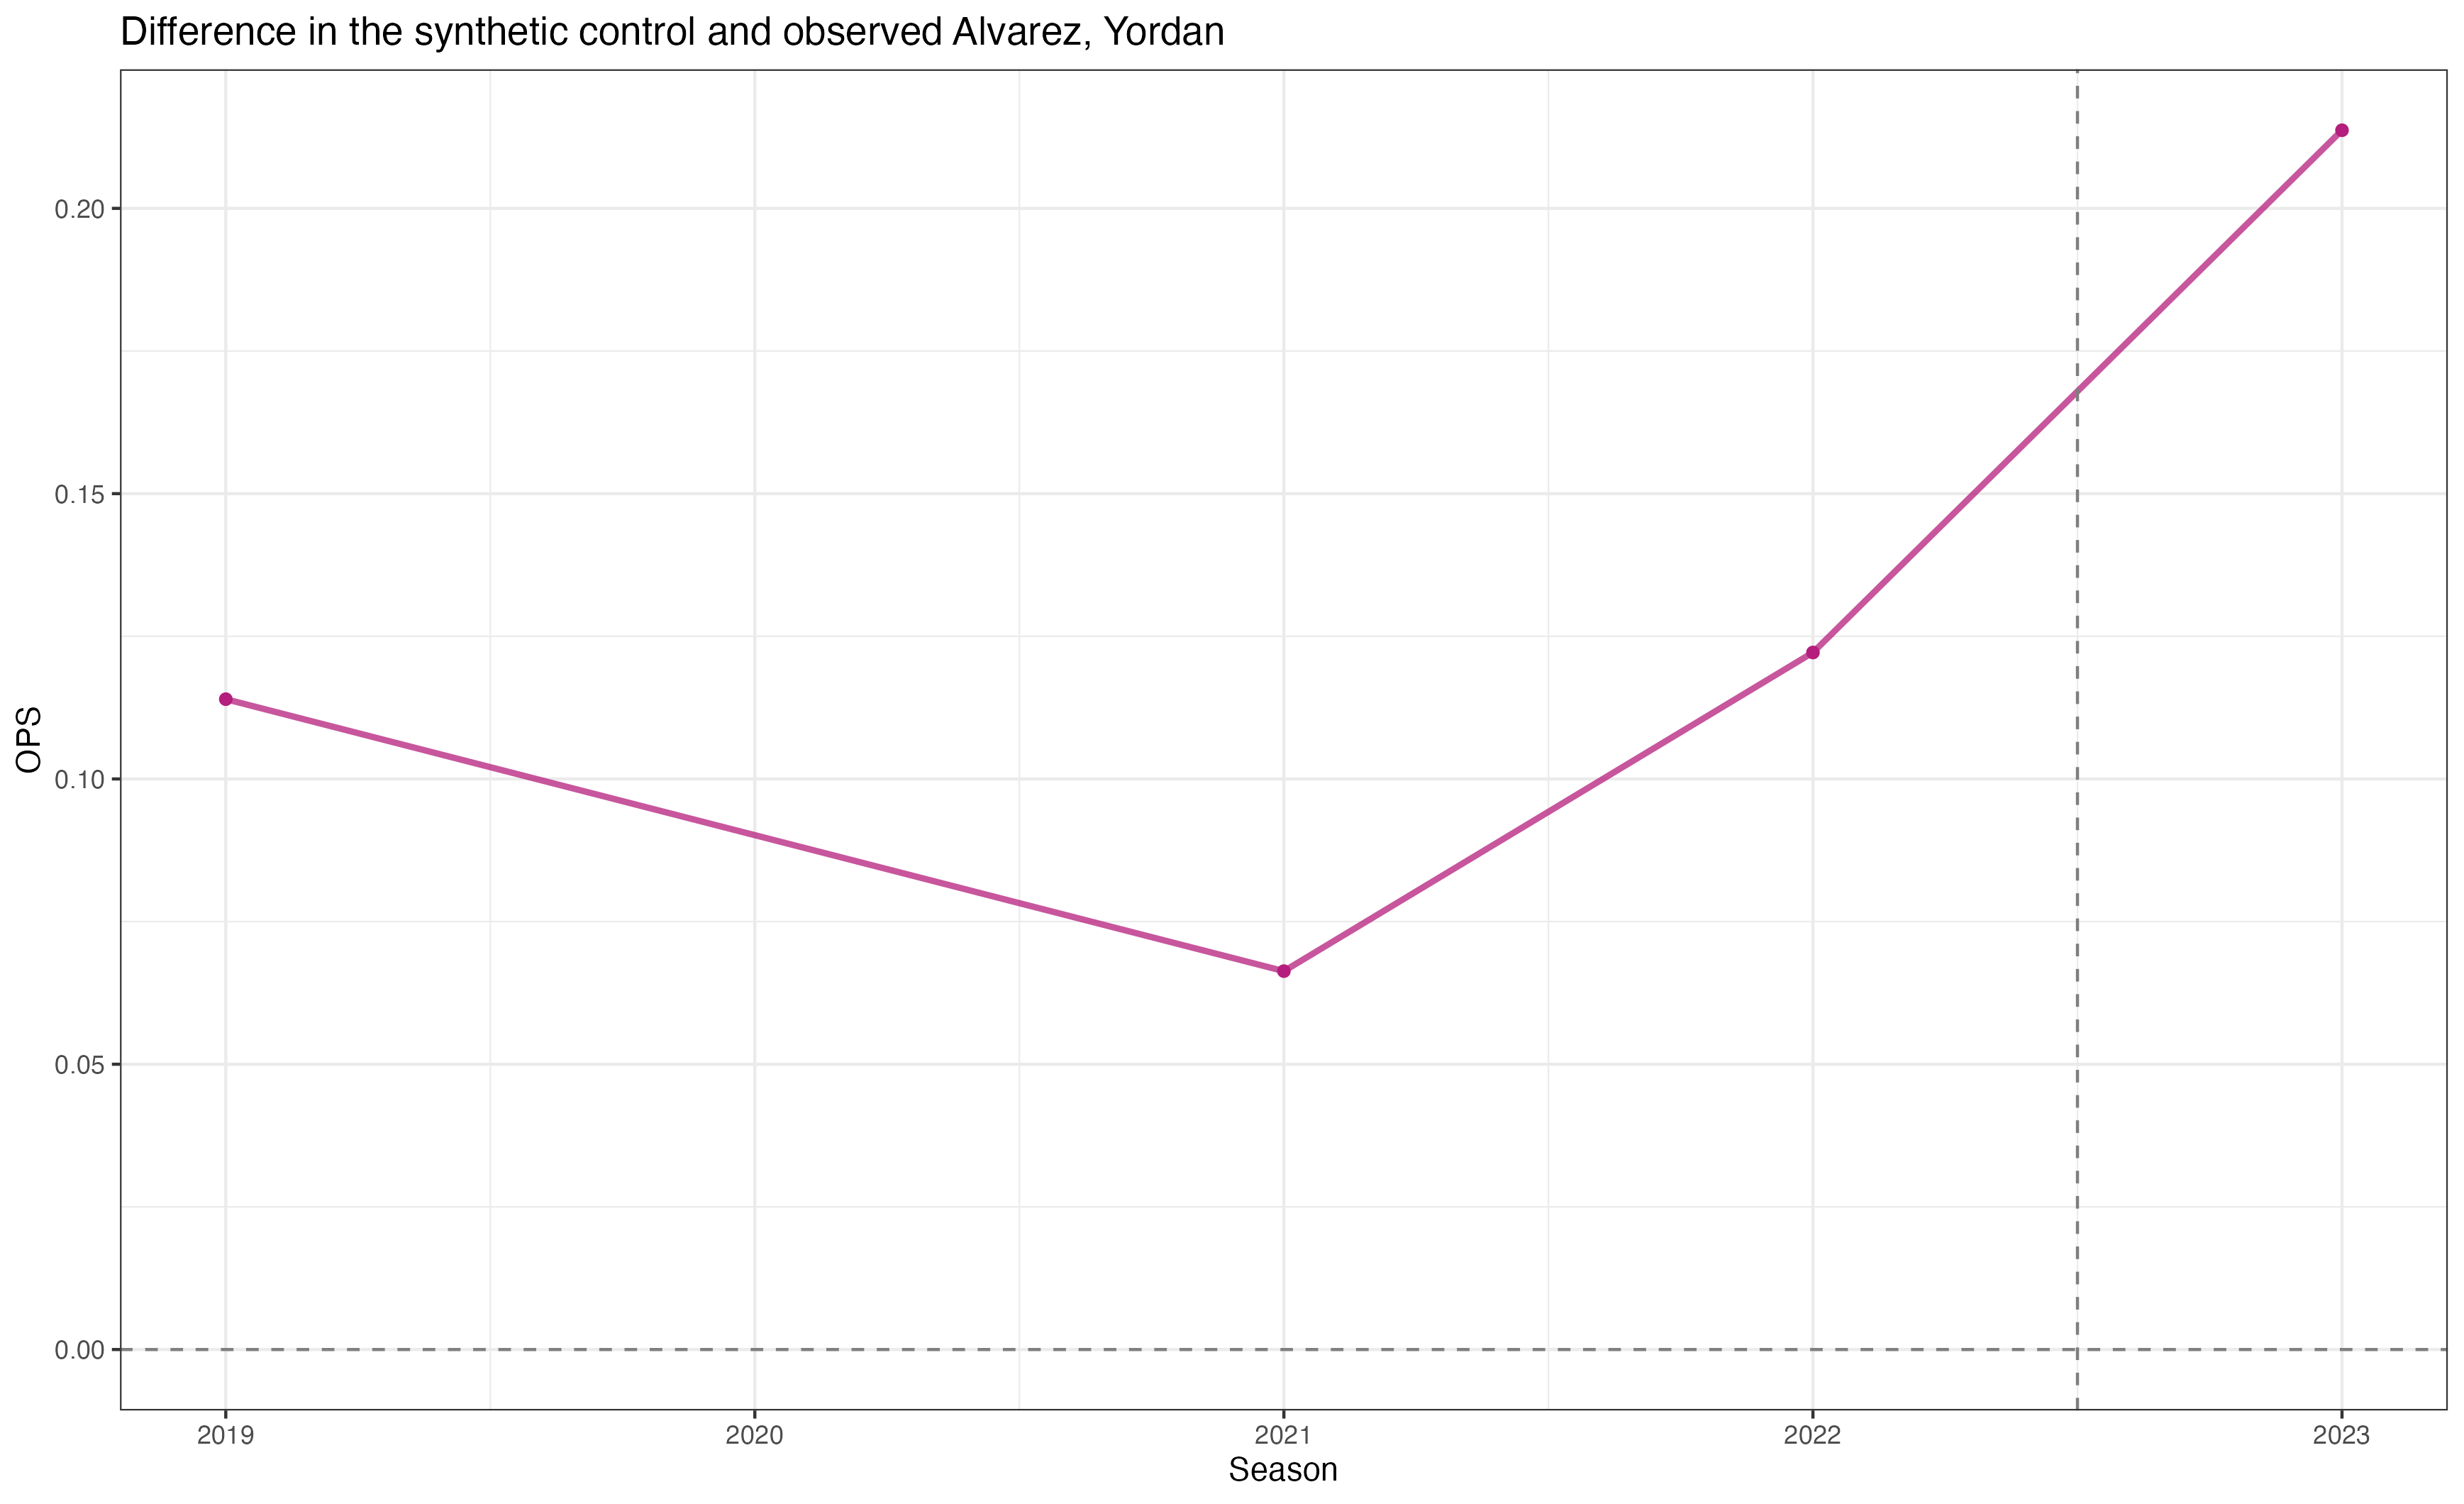 Difference in the synthetic control and observed Alvarez, Yordan
OPS
0.20
0.15
0.10
0.05
0.00
2019 2020 2021 2022 2023
Season